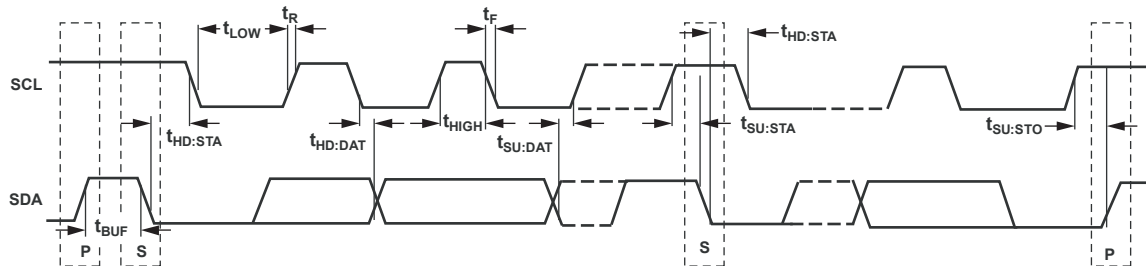 tR
tF
tLOW
tHD:STA
SCL
tHD:STA
tHD:DAT
tHIGH
tSU:DAT
tSU:STA
tSU:STO
SDA
tBUF
P
S
S
P